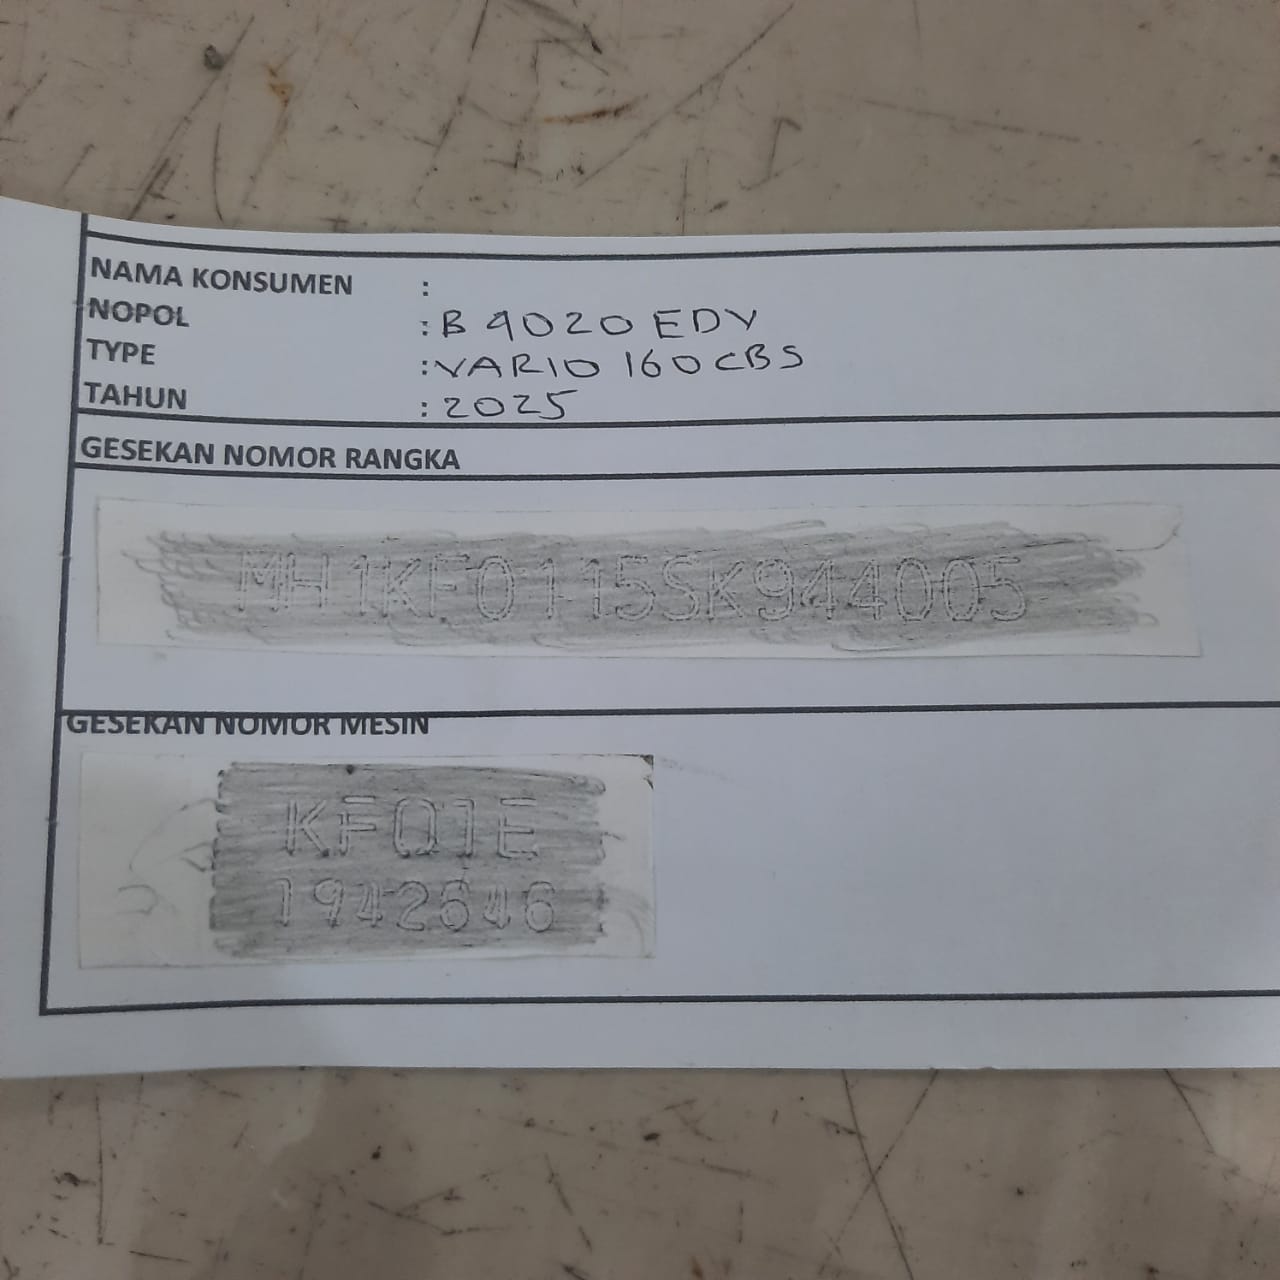 NAMA KONSUMEN :
NOPOL : B 4020 EDV
TYPE : VARIO 160 CBS
TAHUN : 2025
GESEKAN NOMOR RANGKA
MH1KF0115SK944005
GESEKAN NOMOR MESIN
KF01E
1942646